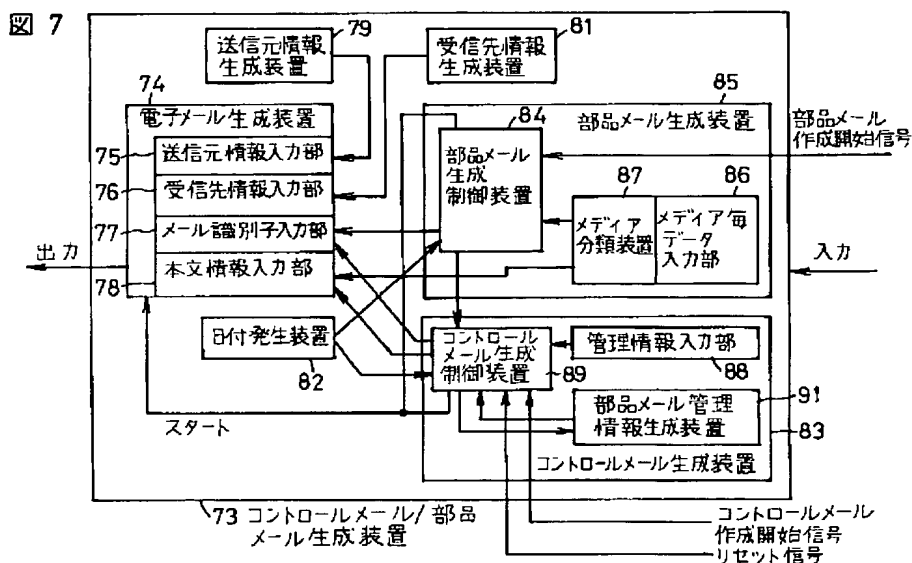 図 7
79
送信元情報
生成装置
81
受信先情報
生成装置
74
電子メール生成装置
75
送信元情報入力部
76
受信先情報入力部
77
メール識別子入力部
78
本文情報入力部
出力
85
部品メール生成装置
84
部品メール
生成
制御装置
部品メール
作成開始信号
87
メディア
分類装置
86
メディア毎
データ
入力部
入力
日付発生装置
82
コントロール
メール生成
制御装置
89
管理情報入力部
88
91
部品メール管理
情報生成装置
83
コントロールメール生成装置
スタート
73 コントロールメール/部品
メール生成装置
コントロールメール
作成開始信号
リセット信号